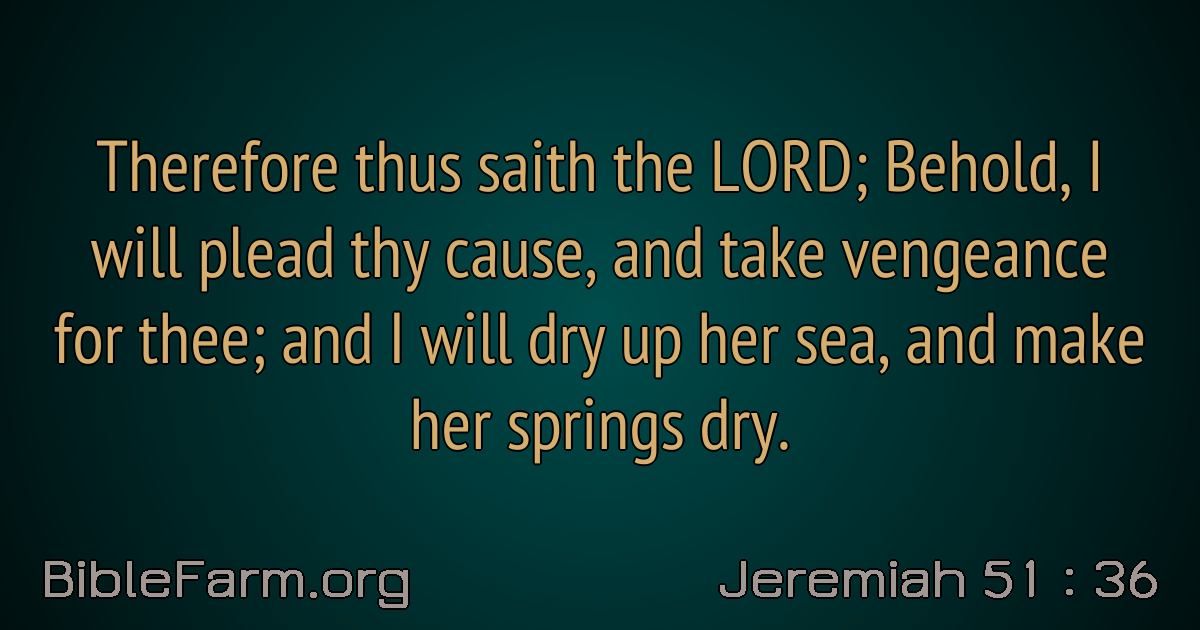 Therefore thus saith the LORD; Behold, I
will plead thy cause, and take vengeance
for thee; and I will dry up her sea, and make
her springs dry.
BibleFarm.org
Jeremiah 51 : 36